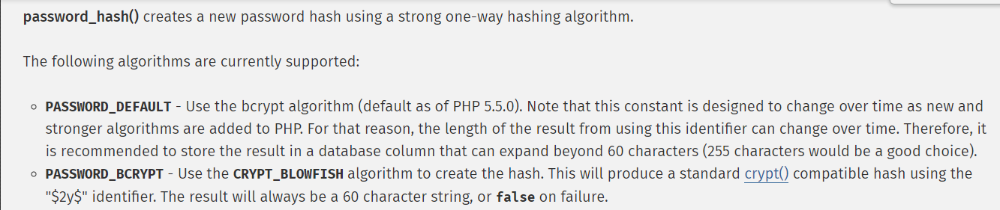 password_hash() creates a new password hash using a strong one-way hashing algorithm.
The following algorithms are currently supported:
PASSWORD_DEFAULT - Use the bcrypt algorithm (default as of PHP 5.5.0). Note that this constant is designed to change over time as new and
stronger algorithms are added to PHP. For that reason, the length of the result from using this identifier can change over time. Therefore, it
is recommended to store the result in a database column that can expand beyond 60 characters (255 characters would be a good choice).
PASSWORD_BCRYPT - Use the CRYPT_BLOWFISH algorithm to create the hash. This will produce a standard crypt() compatible hash using the
"$2y$" identifier. The result will always be a 60 character string, or false on failure.